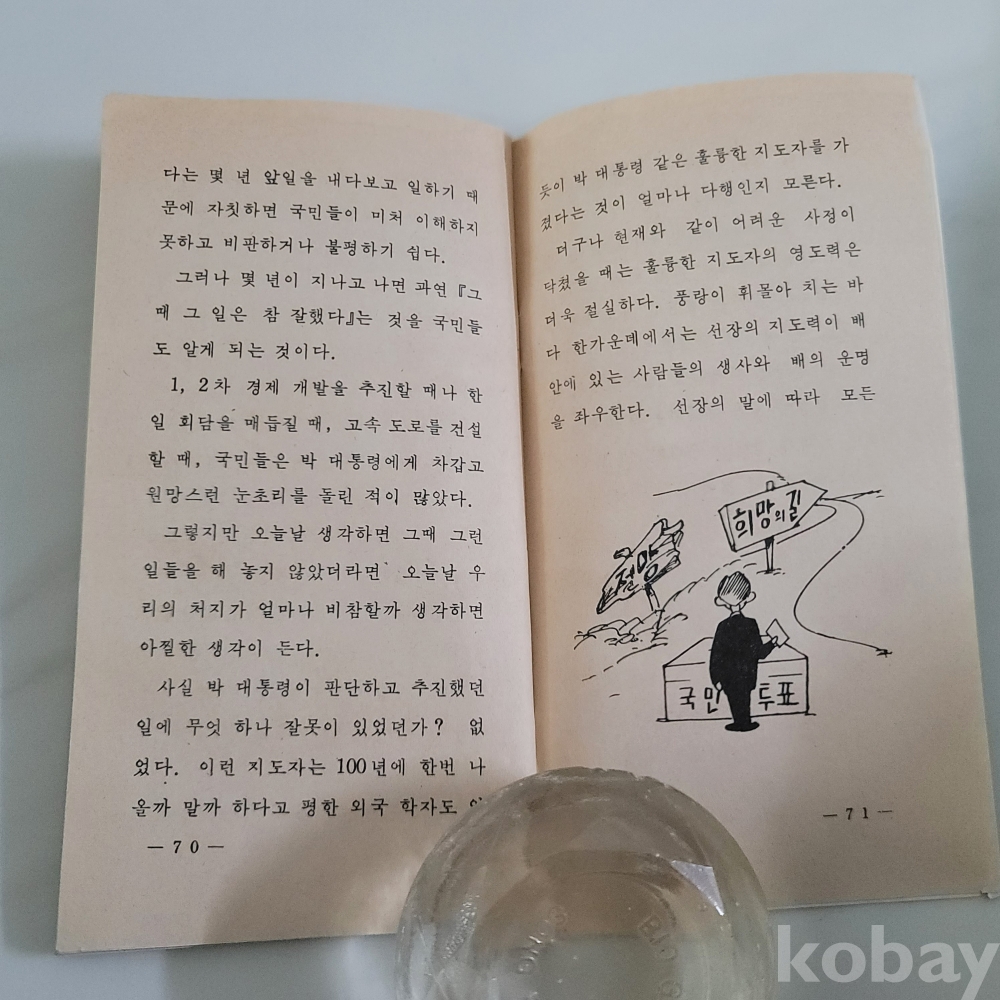 다는 몇 년 앞일을 내다보고 일하기 때
문에 자칫하면 국민들이 미처 이해하지
못하고 비판하거나 불평하기 쉽다.
그러나 몇 년이 지나고 나면 과연 『그
때 그 일은 참 잘했다』는 것을 국민들
도 알게 되는 것이다.
1, 2차 경제 개발을 추진할 때나 한
일 회담을 매듭질 때, 고속 도로를 건설
할 때, 국민들은 박 대통령에게 차갑고
원망스런 눈초리를 돌린 적이 많았다.
그렇지만 오늘날 생각하면 그때 그런
일들을 해 놓지 않았더라면 오늘날 우
리의 처지가 얼마나 비참할까 생각하면
아찔한 생각이 든다.
사실 박 대통령이 판단하고 추진했던
일에 무엇 하나 잘못이 있었던가? 없
었다. 이런 지도자는 100년에 한번 나
올까 말까 하다고 평한 외국 학자도
— 70 —
듯이 박 대통령 같은 훌륭한 지도자를 가
졌다는 것이 얼마나 다행인지 모른다.
더구나 현재와 같이 어려운 사정이
닥쳤을 때는 훌륭한 지도자의 영도력은
더욱 절실하다. 풍랑이 휘몰아 치는 바
다 한가운데에서는 선장의 지도력이 배
안에 있는 사람들의 생사와 배의 운명
을 좌우한다. 선장의 말에 따라 모든
희망의 길
절망
국민 투표
— 71 —
kobay